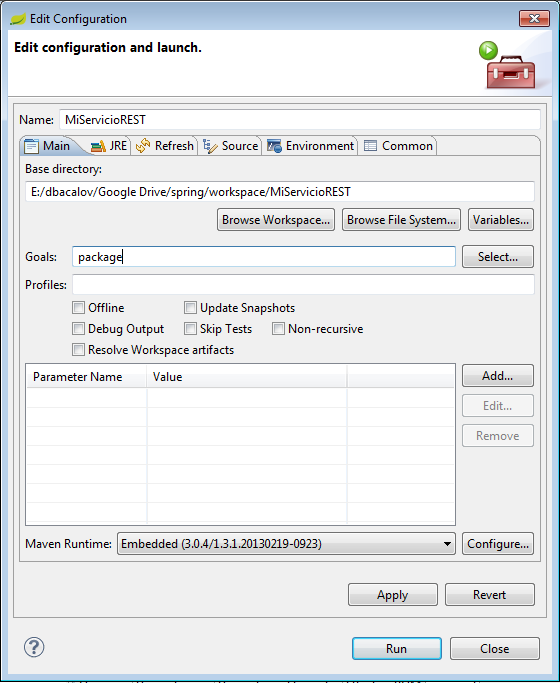 Edit Configuration
Edit configuration and launch.
Name: MiServicioREST
Main JRE Refresh Source Environment Common
Base directory:
E:/dbacalov/Google Drive/spring/workspace/MiServicioREST
Browse Workspace... Browse File System... Variables...
Goals: package Select...
Profiles:
Offline Update Snapshots
Debug Output Skip Tests Non-recursive
Resolve Workspace artifacts
Parameter Name Value Add...
Edit...
Remove
Maven Runtime: Embedded (3.0.4/1.3.1.20130219-0923) Configure...
Apply Revert
? Run Close